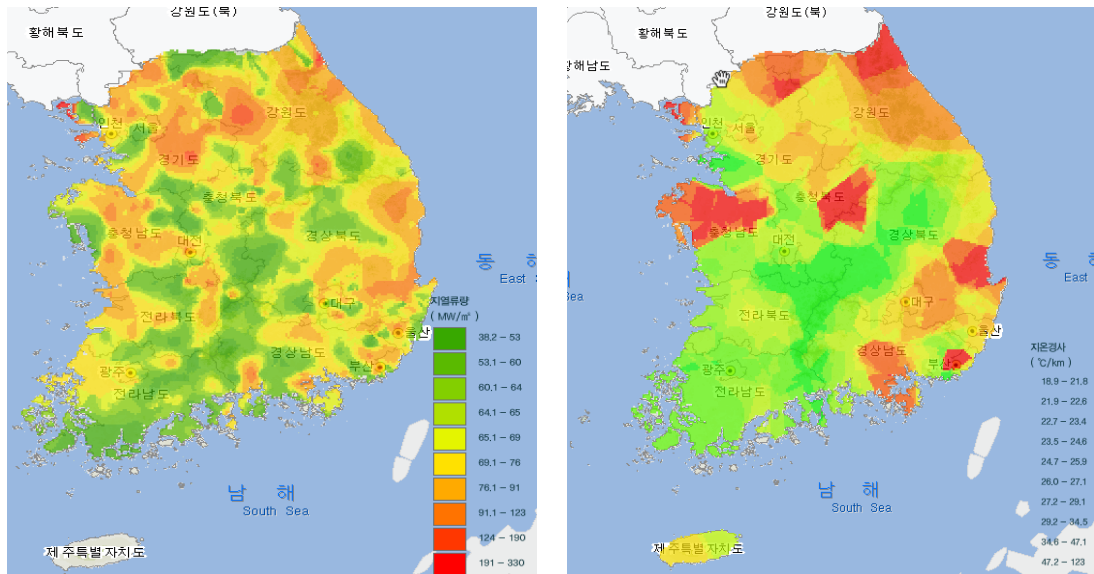 강원도(북)
황해북도
인천
서울
강원도
경기도
충청북도
충청남도
대전
경상북도
동 해
East S
대구
전라북도
울산
경상남도
부산
광주
전라남도
남 해
South Sea
제주특별자치도
지열류량
( MW/㎡ )
38.2 – 53
53.1 – 60
60.1 – 64
64.1 – 65
65.1 – 69
69.1 – 76
76.1 – 91
91.1 – 123
124 – 190
191 – 330
강원도(북)
황해북도
황해남도
인천
서울
강원도
경기도
충청북도
충청남도
대전
경상북도
동 해
East
해
Sea
대구
전라북도
울산
경상남도
부산
광주
전라남도
남 해
South Sea
제주특별자치도
지온경사
( ℃/km )
18.9 – 21.8
21.9 – 22.6
22.7 – 23.4
23.5 – 24.6
24.7 – 25.9
26.0 – 27.1
27.2 – 29.1
29.2 – 34.5
34.6 – 47.1
47.2 – 123